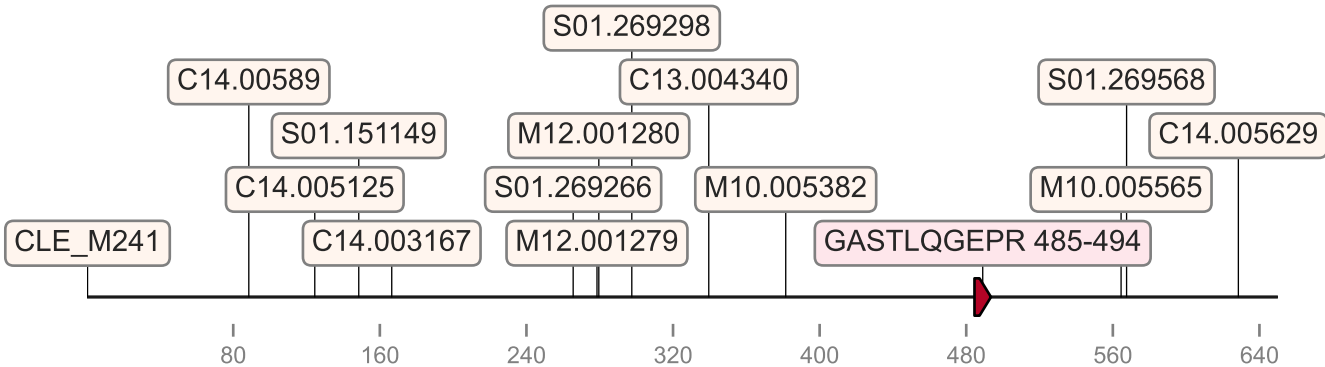 S01.269298
C14.00589
C13.004340
S01.269568
S01.151149
M12.001280
C14.005629
C14.005125
S01.269266
M10.005382
M10.005565
CLE_M241
C14.003167
M12.001279
GASTLQGEPR 485-494
80 160 240 320 400 480 560 640